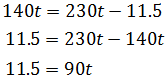 140t = 230t − 11.5
11.5 = 230t − 140t
11.5 = 90t